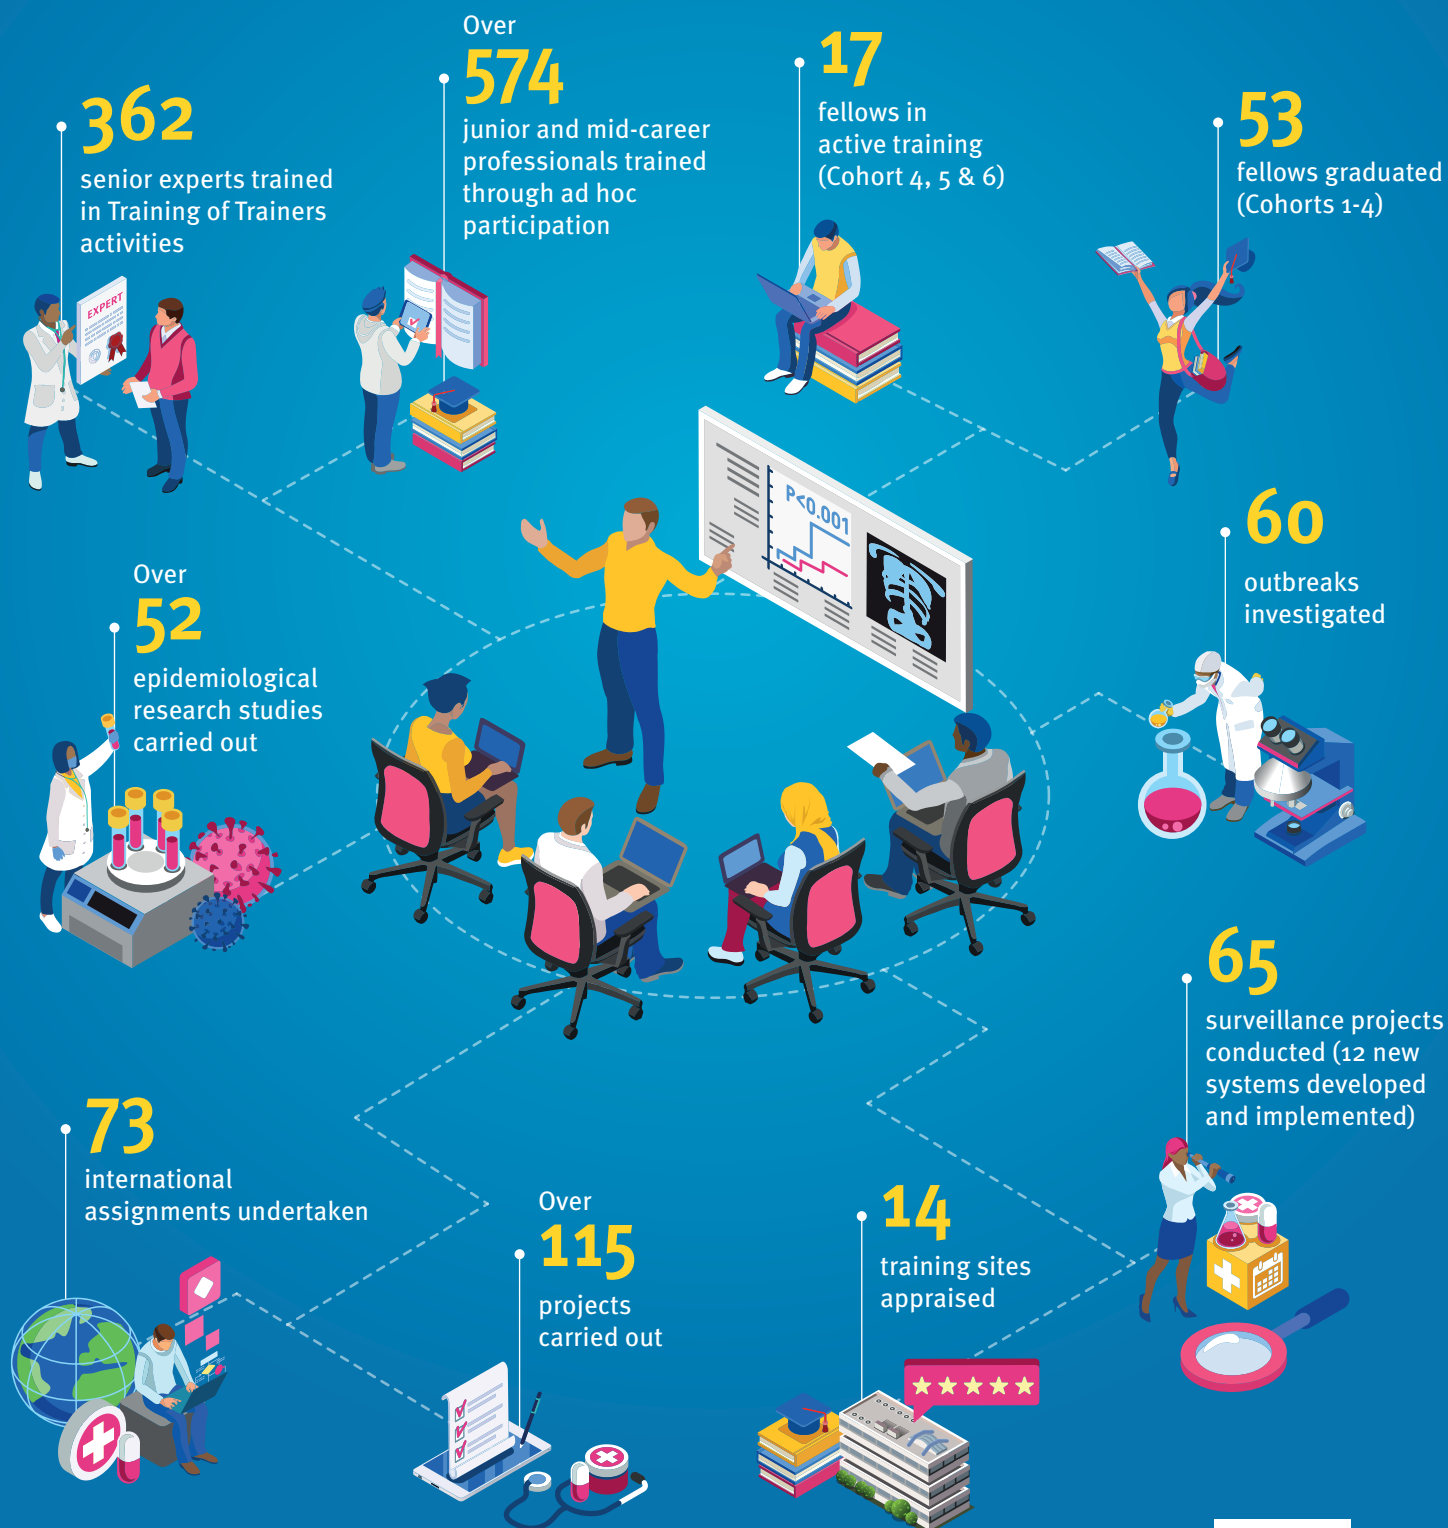 362
senior experts trained
in Training of Trainers
activities
Over
574
junior and mid-career
professionals trained
through ad hoc
participation
17
fellows in
active training
(Cohort 4, 5 & 6)
53
fellows graduated
(Cohorts 1-4)
EXPERT
P<0.001
60
outbreaks
investigated
Over
52
epidemiological
research studies
carried out
65
surveillance projects
conducted (12 new
systems developed
and implemented)
73
international
assignments undertaken
Over
115
projects
carried out
14
training sites
appraised